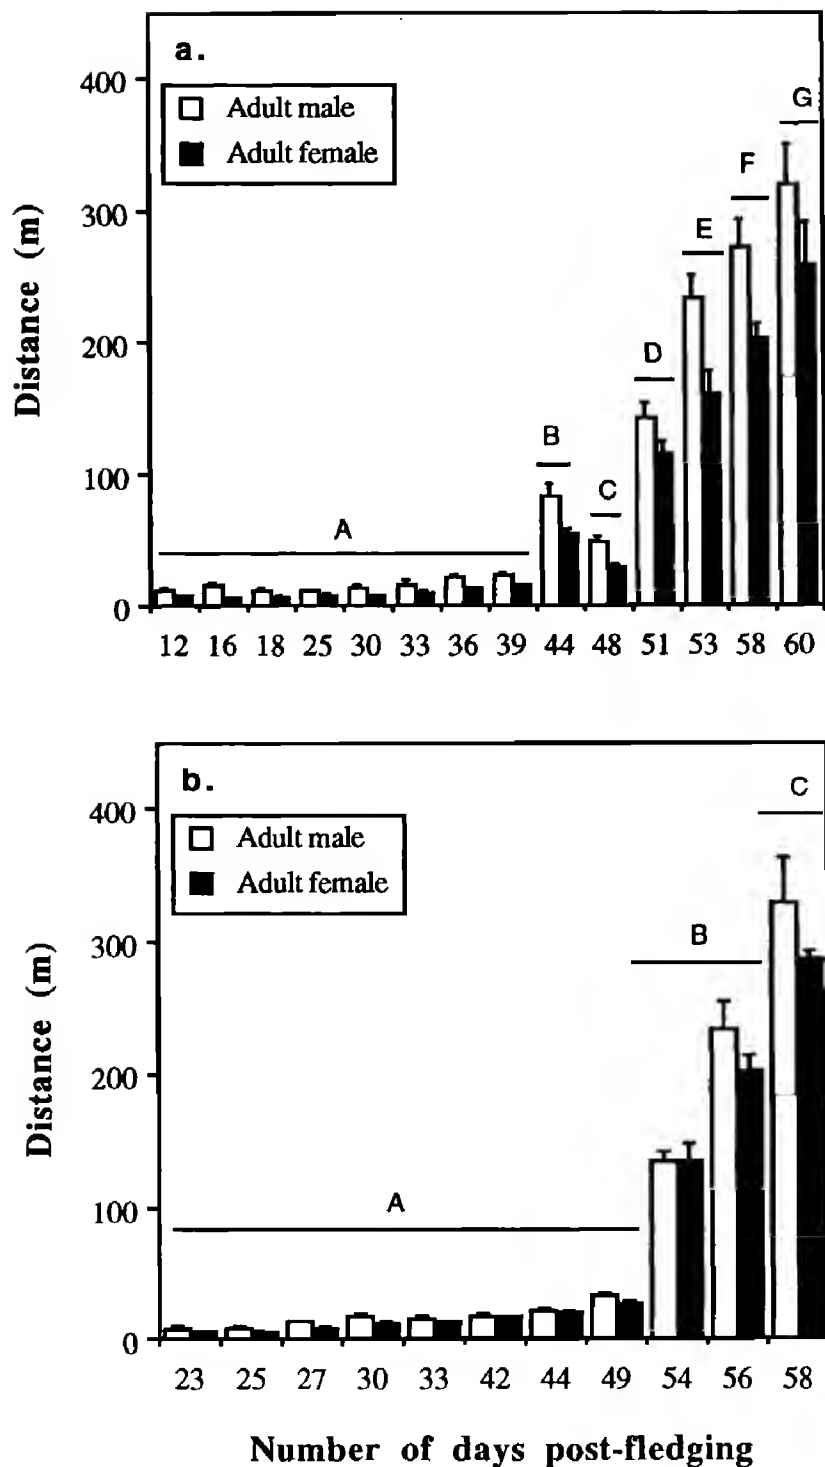 a.
Adult male
Adult female
Distance (m)
400
300
200
100
0
A
B
C
D
E
F
G
12 16 18 25 30 33 36 39 44 48 51 53 58 60
b.
Adult male
Adult female
Distance (m)
400
300
200
100
0
A
B
C
23 25 27 30 33 42 44 49 54 56 58
Number of days post-fledging